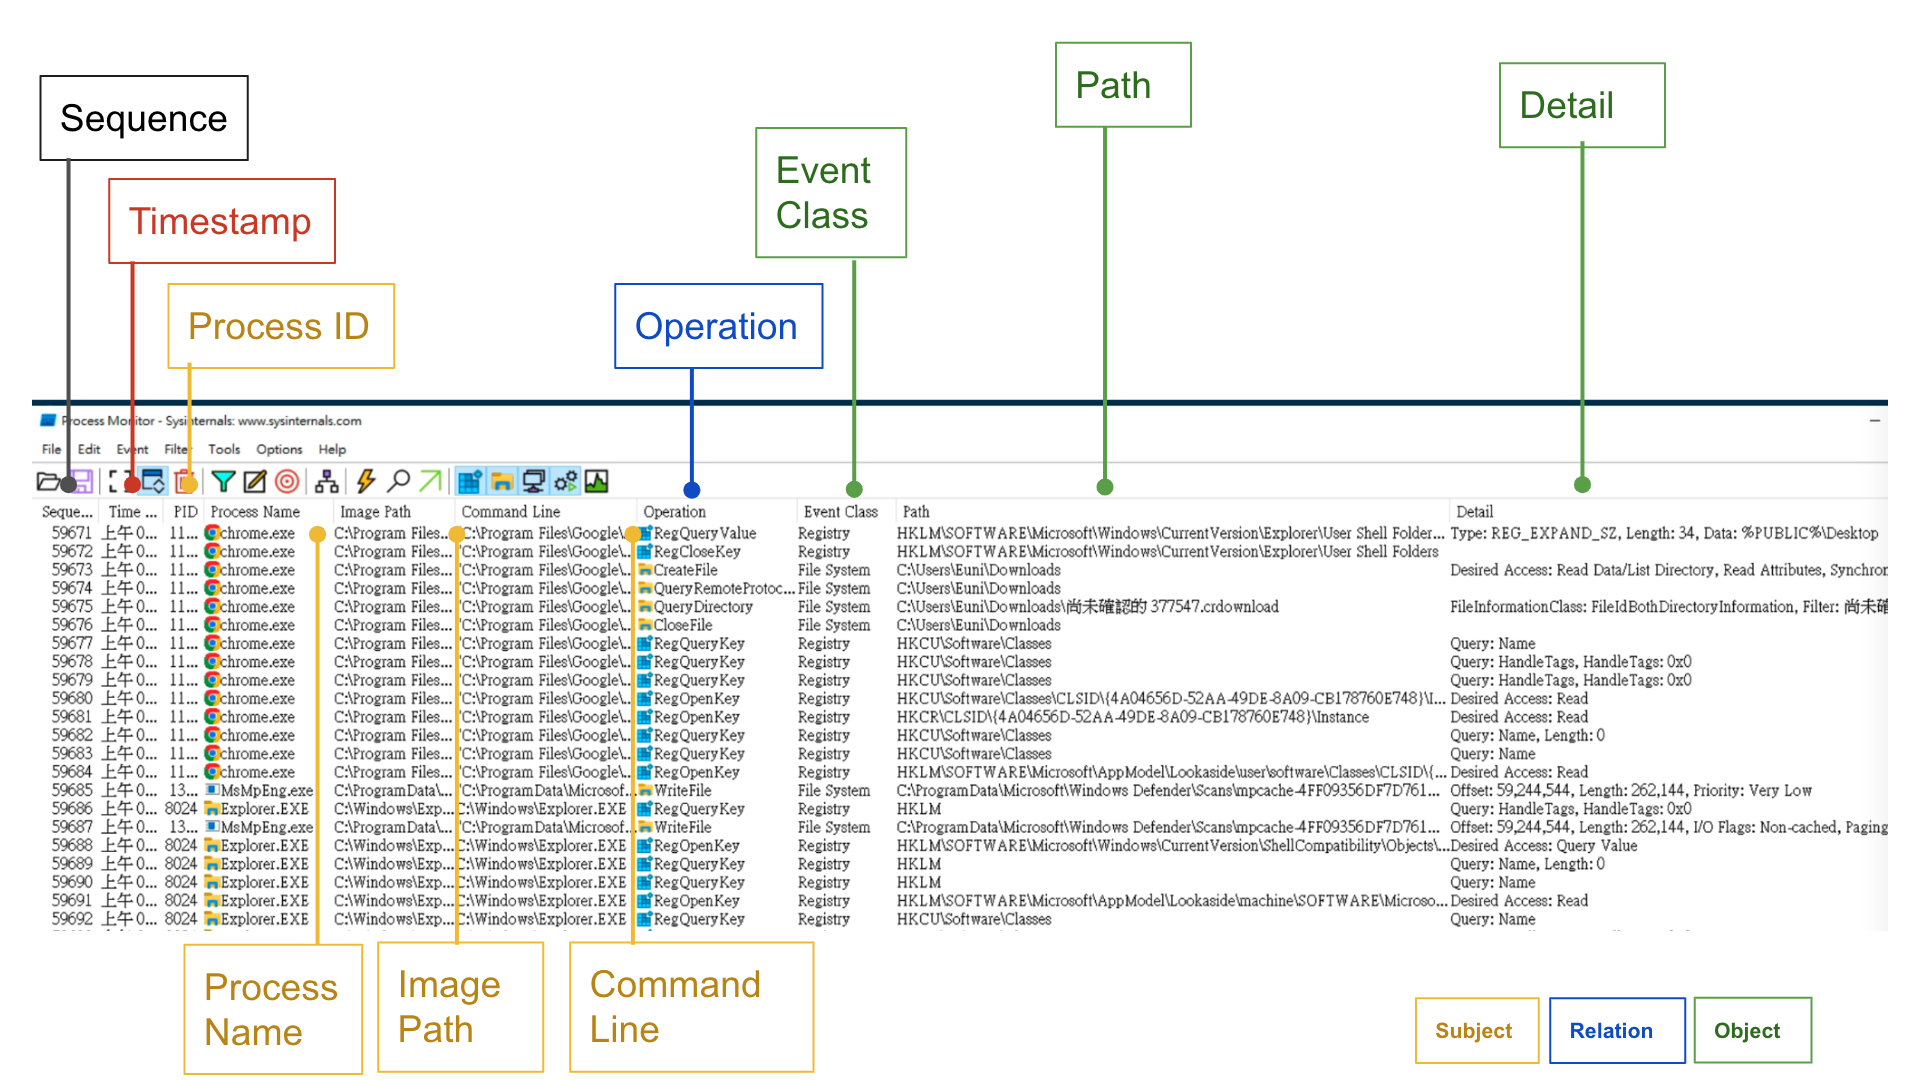 Path
Detail
Sequence
Event
Class
Timestamp
Process ID
Operation
Process Monitor - Sysinternals: www.sysinternals.com
File Edit Event Filter Tools Options Help
Seque... Time ... PID Process Name Image Path Command Line Operation Event Class Path Detail
59671 上午 0... 11... chrome.exe C:\Program Files... "C:\Program Files\Google\... RegQueryValue Registry HKLM\SOFTWARE\Microsoft\Windows\CurrentVersion\Explorer\User Shell Folder... Type: REG_EXPAND_SZ, Length: 34, Data: %PUBLIC%\Desktop
59672 上午 0... 11... chrome.exe C:\Program Files... "C:\Program Files\Google\... RegCloseKey Registry HKLM\SOFTWARE\Microsoft\Windows\CurrentVersion\Explorer\User Shell Folders
59673 上午 0... 11... chrome.exe C:\Program Files... "C:\Program Files\Google\... CreateFile File System C:\Users\Euni\Downloads Desired Access: Read Data/List Directory, Read Attributes, Synchron
59674 上午 0... 11... chrome.exe C:\Program Files... "C:\Program Files\Google\... QueryRemoteProtoc... File System C:\Users\Euni\Downloads
59675 上午 0... 11... chrome.exe C:\Program Files... "C:\Program Files\Google\... QueryDirectory File System C:\Users\Euni\Downloads\尚未確認的 377547.crdownload FileInformationClass: FileIdBothDirectoryInformation, Filter: 尚未確
59676 上午 0... 11... chrome.exe C:\Program Files... "C:\Program Files\Google\... CloseFile File System C:\Users\Euni\Downloads
59677 上午 0... 11... chrome.exe C:\Program Files... "C:\Program Files\Google\... RegQueryKey Registry HKCU\Software\Classes Query: Name
59678 上午 0... 11... chrome.exe C:\Program Files... "C:\Program Files\Google\... RegQueryKey Registry HKCU\Software\Classes Query: HandleTags, HandleTags: 0x0
59679 上午 0... 11... chrome.exe C:\Program Files... "C:\Program Files\Google\... RegQueryKey Registry HKCU\Software\Classes Query: HandleTags, HandleTags: 0x0
59680 上午 0... 11... chrome.exe C:\Program Files... "C:\Program Files\Google\... RegOpenKey Registry HKCU\Software\Classes\CLSID\{4A04656D-52AA-49DE-8A09-CB178760E748}\I... Desired Access: Read
59681 上午 0... 11... chrome.exe C:\Program Files... "C:\Program Files\Google\... RegOpenKey Registry HKCR\CLSID\{4A04656D-52AA-49DE-8A09-CB178760E748}\Instance Desired Access: Read
59682 上午 0... 11... chrome.exe C:\Program Files... "C:\Program Files\Google\... RegQueryKey Registry HKCU\Software\Classes Query: Name, Length: 0
59683 上午 0... 11... chrome.exe C:\Program Files... "C:\Program Files\Google\... RegQueryKey Registry HKCU\Software\Classes Query: Name
59684 上午 0... 11... chrome.exe C:\Program Files... "C:\Program Files\Google\... RegOpenKey Registry HKLM\SOFTWARE\Microsoft\AppModel\Lookaside\user\software\Classes\CLSID\{... Desired Access: Read
59685 上午 0... 13... MsMpEng.exe C:\ProgramData\... "C:\ProgramData\Microsof... WriteFile File System C:\ProgramData\Microsoft\Windows Defender\Scans\mpcache-4FF09356DF7D761... Offset: 59,244,544, Length: 262,144, Priority: Very Low
59686 上午 0... 8024 Explorer.EXE C:\Windows\Exp... C:\Windows\Explorer.EXE RegQueryKey Registry HKLM Query: HandleTags, HandleTags: 0x0
59687 上午 0... 13... MsMpEng.exe C:\ProgramData\... "C:\ProgramData\Microsof... WriteFile File System C:\ProgramData\Microsoft\Windows Defender\Scans\mpcache-4FF09356DF7D761... Offset: 59,244,544, Length: 262,144, I/O Flags: Non-cached, Paging
59688 上午 0... 8024 Explorer.EXE C:\Windows\Exp... C:\Windows\Explorer.EXE RegOpenKey Registry HKLM\SOFTWARE\Microsoft\Windows\CurrentVersion\ShellCompatibility\Objects\... Desired Access: Query Value
59689 上午 0... 8024 Explorer.EXE C:\Windows\Exp... C:\Windows\Explorer.EXE RegQueryKey Registry HKLM Query: Name, Length: 0
59690 上午 0... 8024 Explorer.EXE C:\Windows\Exp... C:\Windows\Explorer.EXE RegQueryKey Registry HKLM Query: Name
59691 上午 0... 8024 Explorer.EXE C:\Windows\Exp... C:\Windows\Explorer.EXE RegOpenKey Registry HKLM\SOFTWARE\Microsoft\AppModel\Lookaside\machine\SOFTWARE\Microso... Desired Access: Read
59692 上午 0... 8024 Explorer.EXE C:\Windows\Exp... C:\Windows\Explorer.EXE RegQueryKey Registry HKCU\Software\Classes Query: Name
Process
Name
Image
Path
Command
Line
Subject
Relation
Object